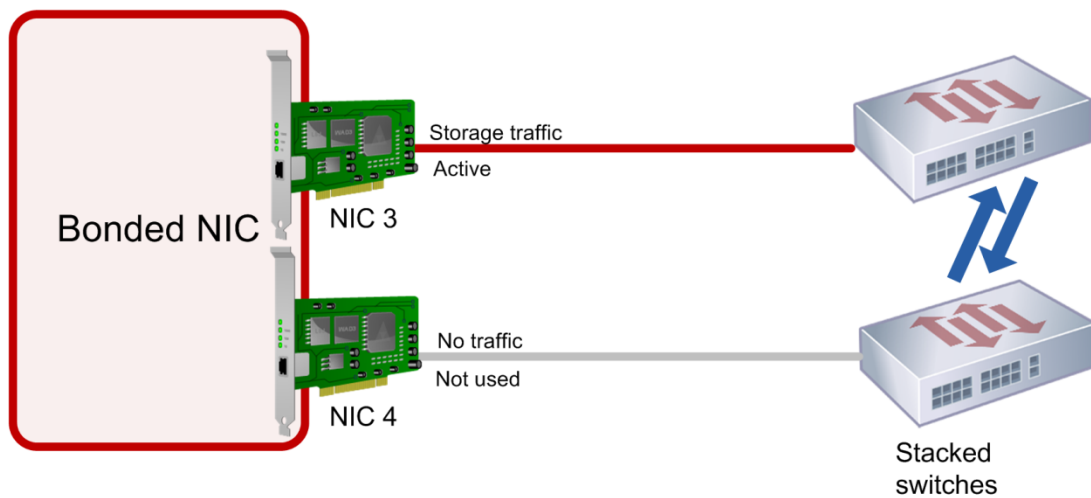 Storage traffic
Active
NIC 3
Bonded NIC
No traffic
Not used
NIC 4
Stacked
switches